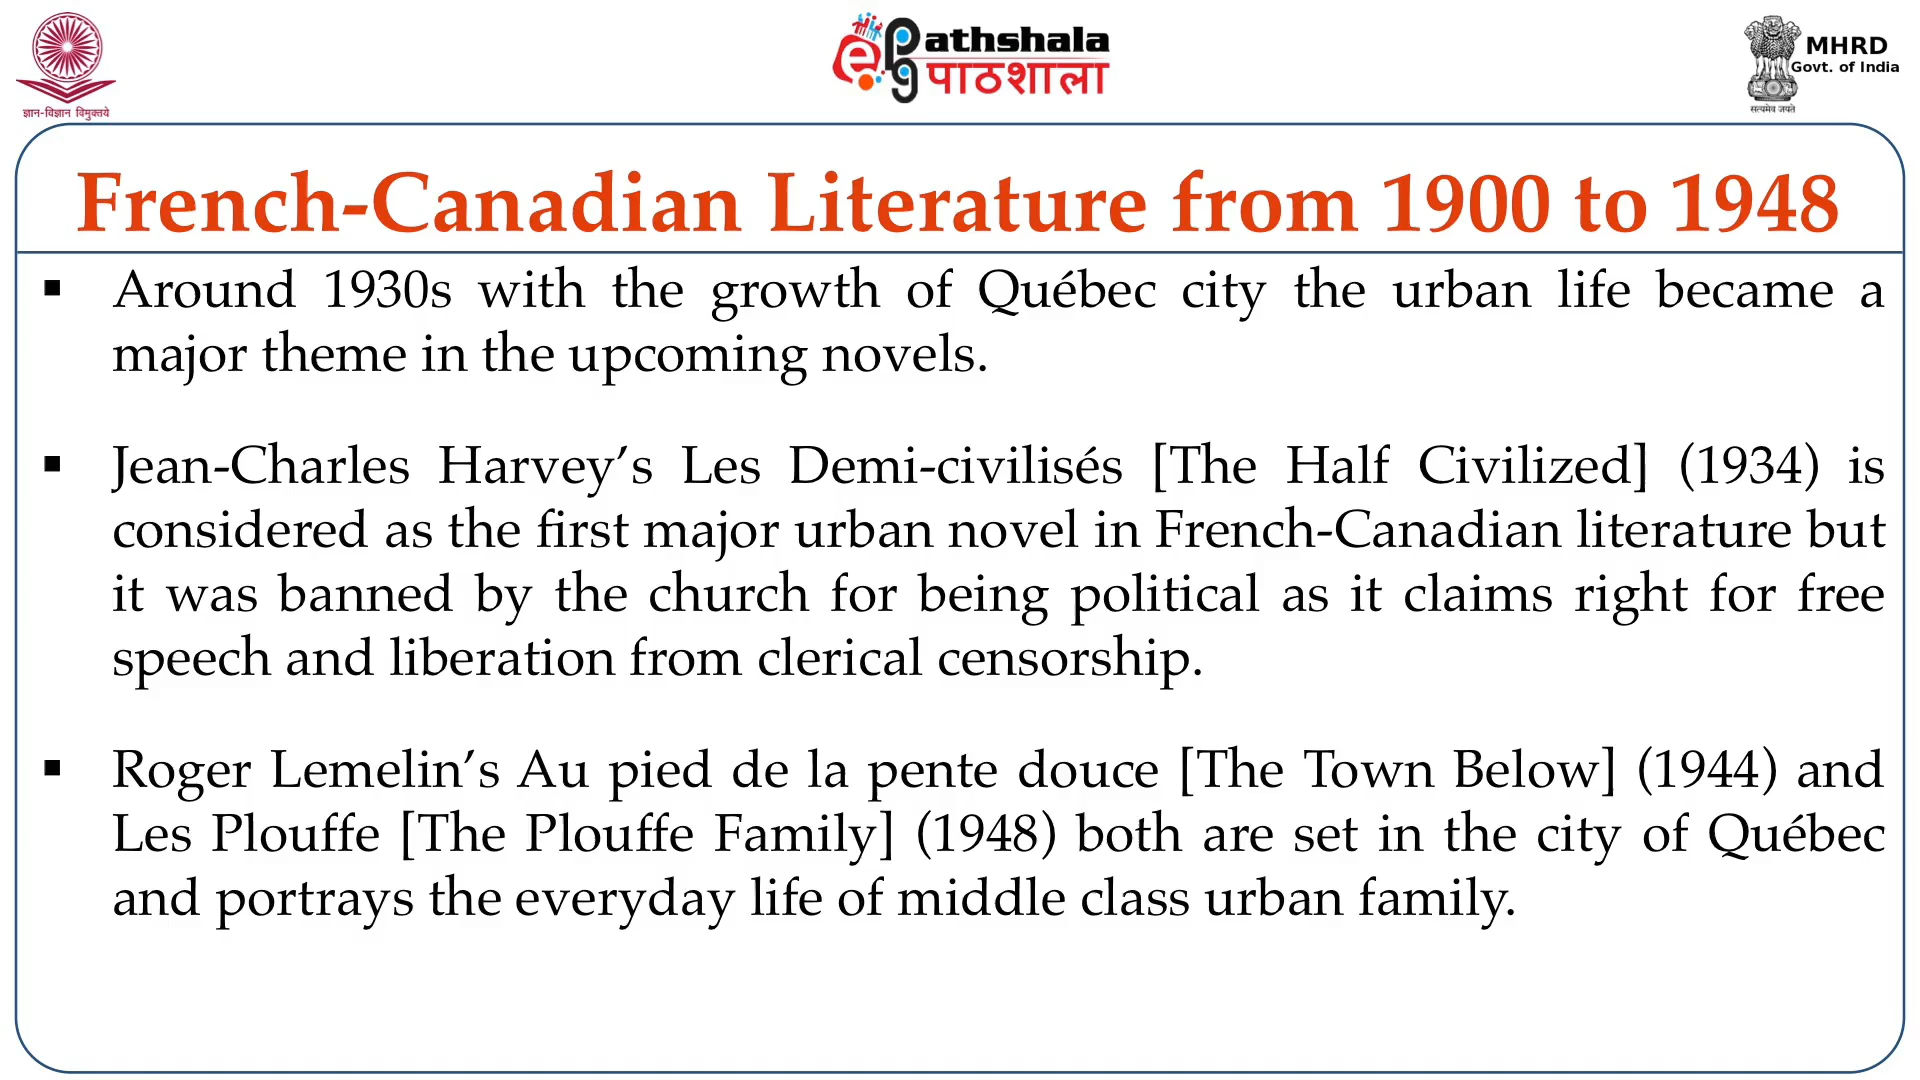 ज्ञान-विज्ञान विमुक्तये
ePathshala
पाठशाला
MHRD
Govt. of India
सत्यमेव जयते
French-Canadian Literature from 1900 to 1948
▪ Around 1930s with the growth of Québec city the urban life became a
major theme in the upcoming novels.
▪ Jean-Charles Harvey’s Les Demi-civilisés [The Half Civilized] (1934) is
considered as the first major urban novel in French-Canadian literature but
it was banned by the church for being political as it claims right for free
speech and liberation from clerical censorship.
▪ Roger Lemelin’s Au pied de la pente douce [The Town Below] (1944) and
Les Plouffe [The Plouffe Family] (1948) both are set in the city of Québec
and portrays the everyday life of middle class urban family.